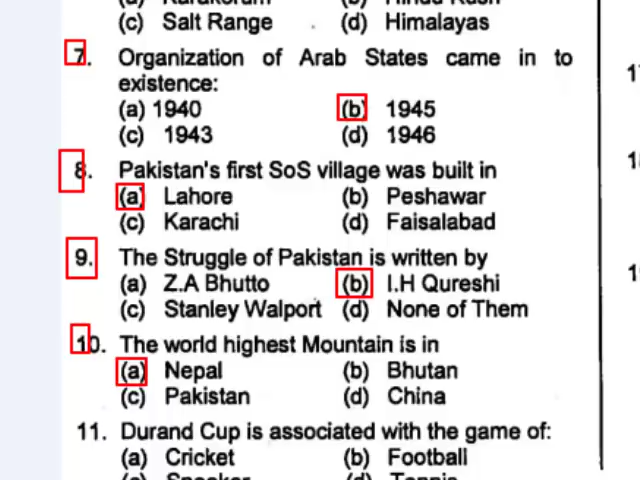 (c) Salt Range (d) Himalayas
7. Organization of Arab States came in to
existence:
(a) 1940 (b) 1945
(c) 1943 (d) 1946
8. Pakistan's first SoS village was built in
(a) Lahore (b) Peshawar
(c) Karachi (d) Faisalabad
9. The Struggle of Pakistan is written by
(a) Z.A Bhutto (b) I.H Qureshi
(c) Stanley Walport (d) None of Them
10. The world highest Mountain is in
(a) Nepal (b) Bhutan
(c) Pakistan (d) China
11. Durand Cup is associated with the game of:
(a) Cricket (b) Football